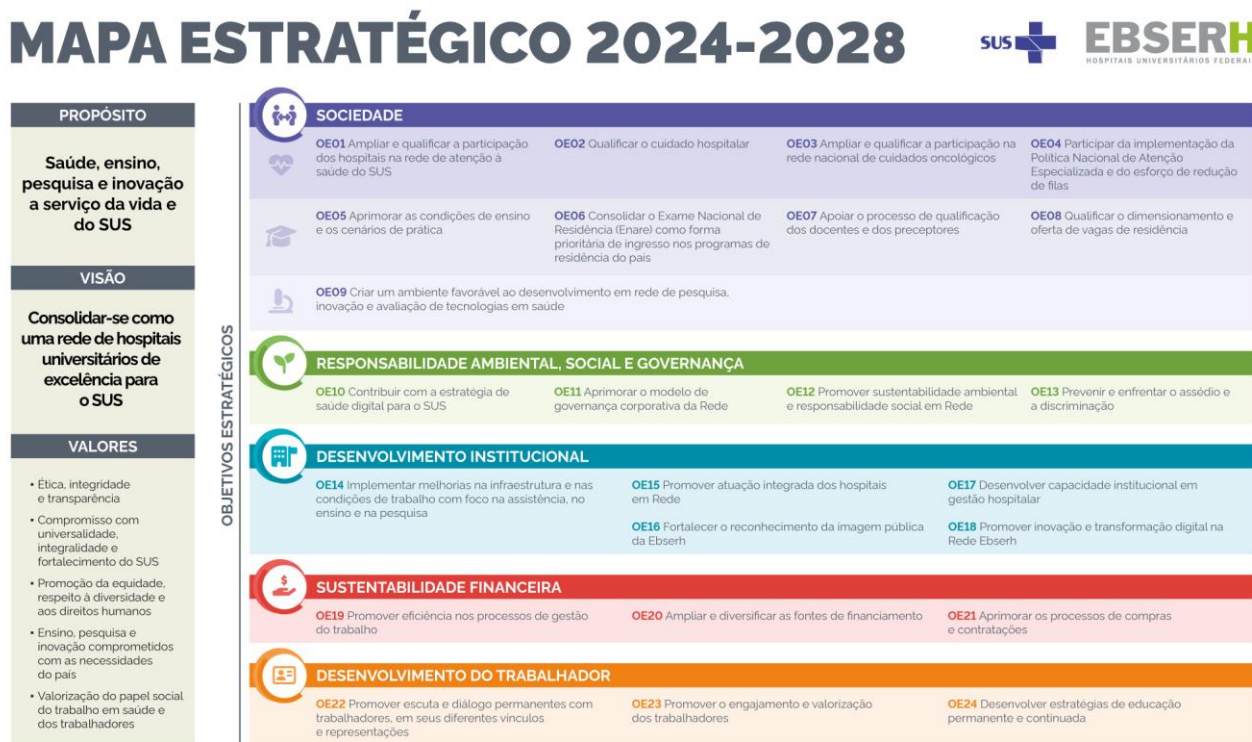 MAPA ESTRATÉGICO 2024-2028
SUS
EBSERH
HOSPITAIS UNIVERSITÁRIOS FEDERAI
PROPÓSITO
Saúde, ensino,
pesquisa e inovação
a serviço da vida e
do SUS
VISÃO
Consolidar-se como
uma rede de hospitais
universitários de
excelência para
o SUS
VALORES
• Ética, integridade
e transparência
• Compromisso com
universalidade,
integralidade e
fortalecimento do SUS
• Promoção da equidade,
respeito à diversidade e
aos direitos humanos
• Ensino, pesquisa e
inovação comprometidos
com as necessidades
do país
• Valorização do papel social
do trabalho em saúde e
dos trabalhadores
OBJETIVOS ESTRATÉGICOS
SOCIEDADE
OE01 Ampliar e qualificar a participação
dos hospitais na rede de atenção à
saúde do SUS
OE02 Qualificar o cuidado hospitalar
OE03 Ampliar e qualificar a participação na
rede nacional de cuidados oncológicos
OE04 Participar da implementação da
Política Nacional de Atenção
Especializada e do esforço de redução
de filas
OE05 Aprimorar as condições de ensino
e os cenários de prática
OE06 Consolidar o Exame Nacional de
Residência (Enare) como forma
prioritária de ingresso nos programas de
residência do país
OE07 Apoiar o processo de qualificação
dos docentes e dos preceptores
OE08 Qualificar o dimensionamento e
oferta de vagas de residência
OE09 Criar um ambiente favorável ao desenvolvimento em rede de pesquisa,
inovação e avaliação de tecnologias em saúde
RESPONSABILIDADE AMBIENTAL, SOCIAL E GOVERNANÇA
OE10 Contribuir com a estratégia de
saúde digital para o SUS
OE11 Aprimorar o modelo de
governança corporativa da Rede
OE12 Promover sustentabilidade ambiental
e responsabilidade social em Rede
OE13 Prevenir e enfrentar o assédio e
a discriminação
DESENVOLVIMENTO INSTITUCIONAL
OE14 Implementar melhorias na infraestrutura e nas
condições de trabalho com foco na assistência, no
ensino e na pesquisa
OE15 Promover atuação integrada dos hospitais
em Rede
OE16 Fortalecer o reconhecimento da imagem pública
da Ebserh
OE17 Desenvolver capacidade institucional em
gestão hospitalar
OE18 Promover inovação e transformação digital na
Rede Ebserh
SUSTENTABILIDADE FINANCEIRA
OE19 Promover eficiência nos processos de gestão
do trabalho
OE20 Ampliar e diversificar as fontes de financiamento
OE21 Aprimorar os processos de compras
e contratações
DESENVOLVIMENTO DO TRABALHADOR
OE22 Promover escuta e diálogo permanentes com
trabalhadores, em seus diferentes vínculos
e representações
OE23 Promover o engajamento e valorização
dos trabalhadores
OE24 Desenvolver estratégias de educação
permanente e continuada